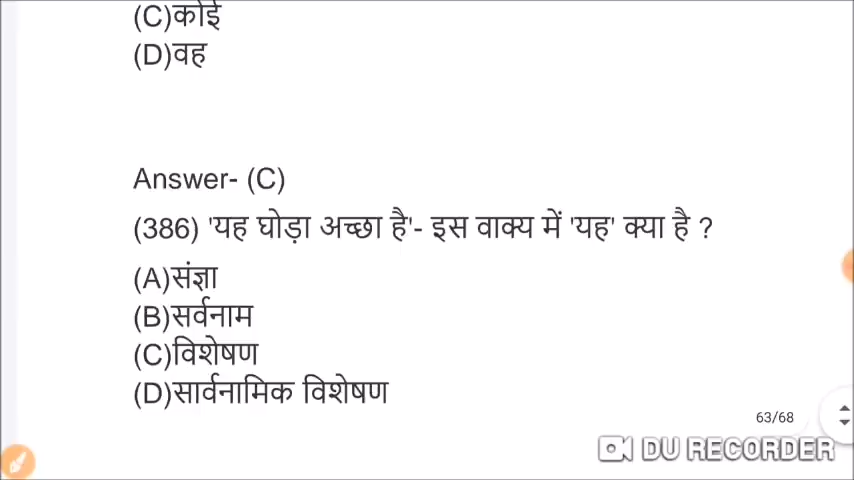 (C)कोई
(D)वह
Answer- (C)
(386) 'यह घोड़ा अच्छा है'- इस वाक्य में 'यह' क्या है ?
(A)संज्ञा
(B)सर्वनाम
(C)विशेषण
(D)सार्वनामिक विशेषण
63/68
DU RECORDER